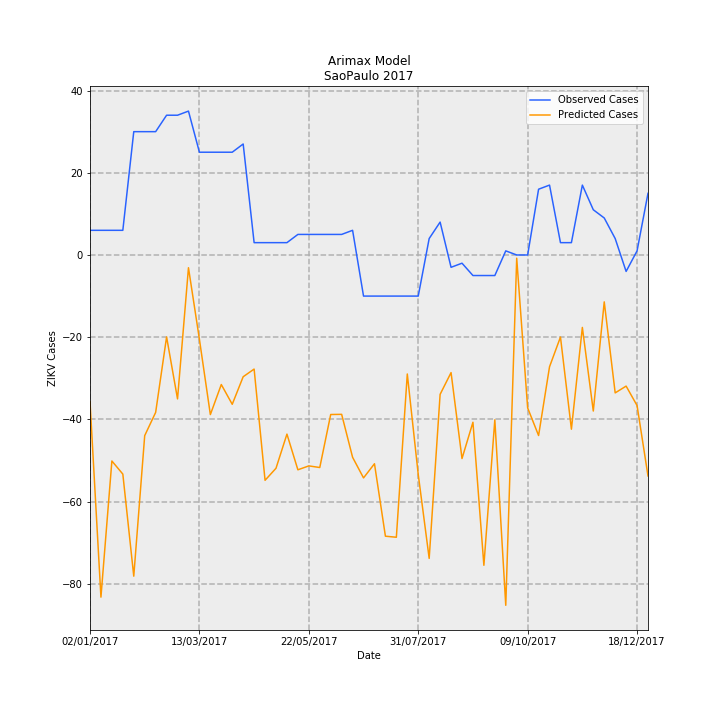 Arimax Model
SaoPaulo 2017
Observed Cases
Predicted Cases
40
20
0
−20
−40
−60
−80
ZIKV Cases
02/01/2017
13/03/2017
22/05/2017
31/07/2017
09/10/2017
18/12/2017
Date